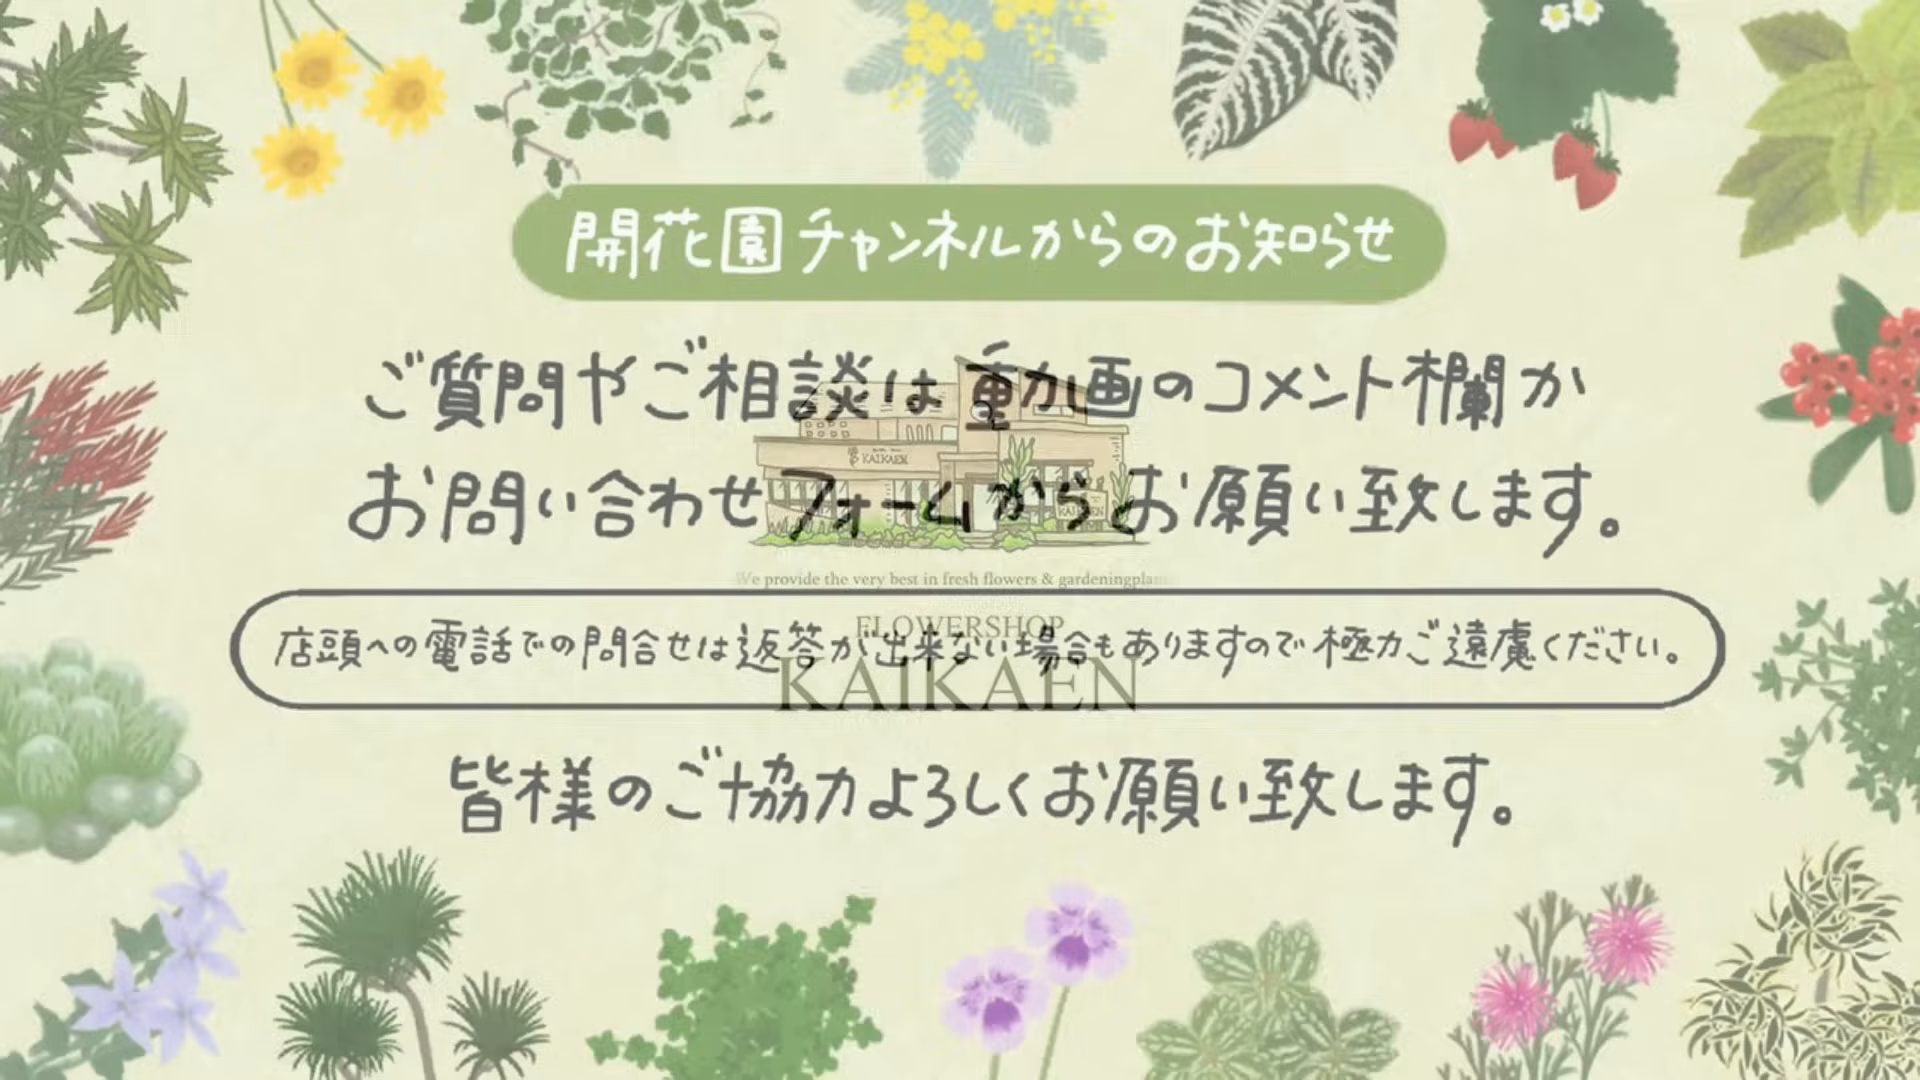 開花園チャンネルからのお知らせ
ご質問やご相談は動画のコメント欄か
KAIKAEN
お問い合わせフォームからお願い致します。
KAIKAEN
We provide the very best in fresh flowers & gardeningplan
FLOWERSHOP
店頭への電話での問合せは返答が出来ない場合もありますので極力ご遠慮ください。
KAIKAEN
皆様のご協力よろしくお願い致します。